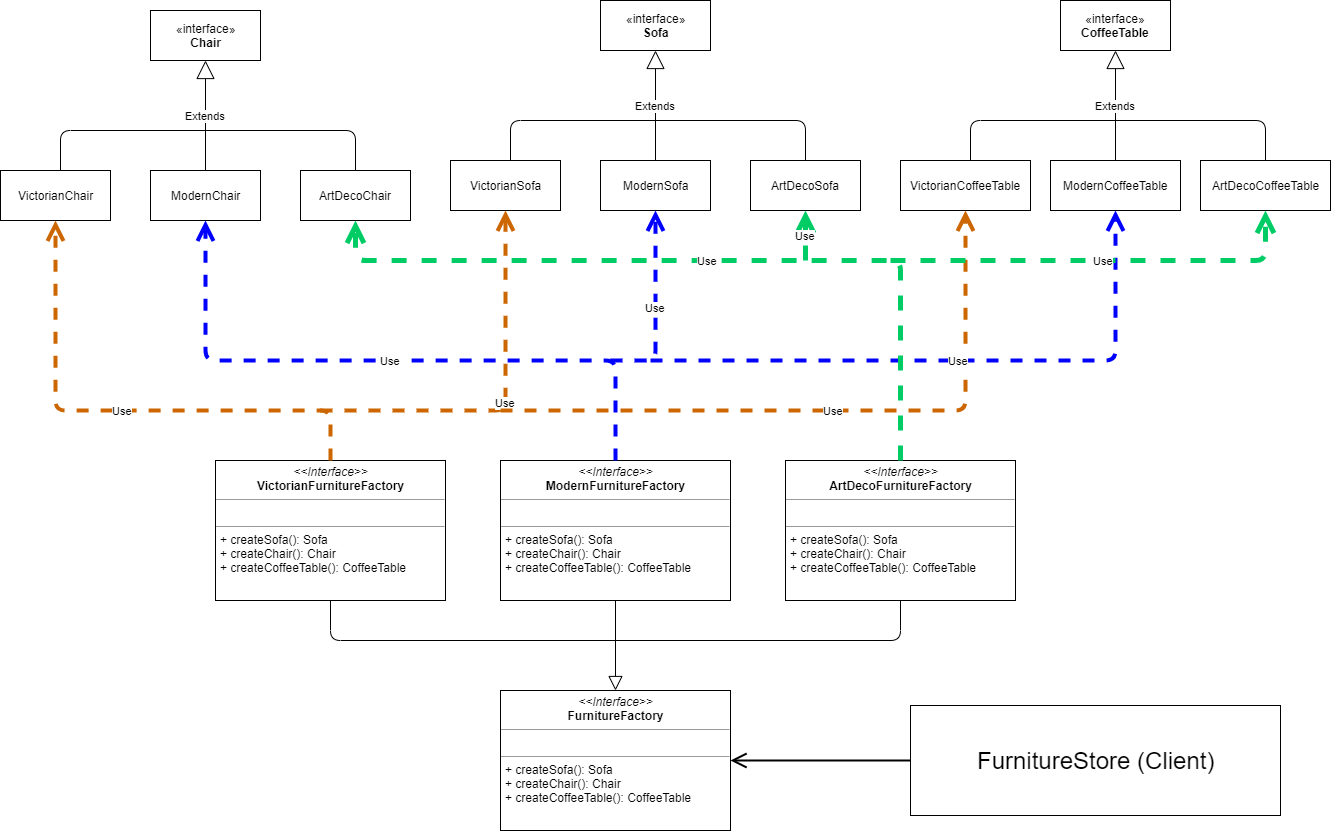 «interface»
Chair
«interface»
Sofa
«interface»
CoffeeTable
Extends
Extends
Extends
VictorianChair
ModernChair
ArtDecoChair
VictorianSofa
ModernSofa
ArtDecoSofa
VictorianCoffeeTable
ModernCoffeeTable
ArtDecoCoffeeTable
Use
Use
Use
Use
Use
Use
Use
Use
Use
<<Interface>>
VictorianFurnitureFactory
+ createSofa(): Sofa
+ createChair(): Chair
+ createCoffeeTable(): CoffeeTable
<<Interface>>
ModernFurnitureFactory
+ createSofa(): Sofa
+ createChair(): Chair
+ createCoffeeTable(): CoffeeTable
<<Interface>>
ArtDecoFurnitureFactory
+ createSofa(): Sofa
+ createChair(): Chair
+ createCoffeeTable(): CoffeeTable
<<Interface>>
FurnitureFactory
+ createSofa(): Sofa
+ createChair(): Chair
+ createCoffeeTable(): CoffeeTable
FurnitureStore (Client)